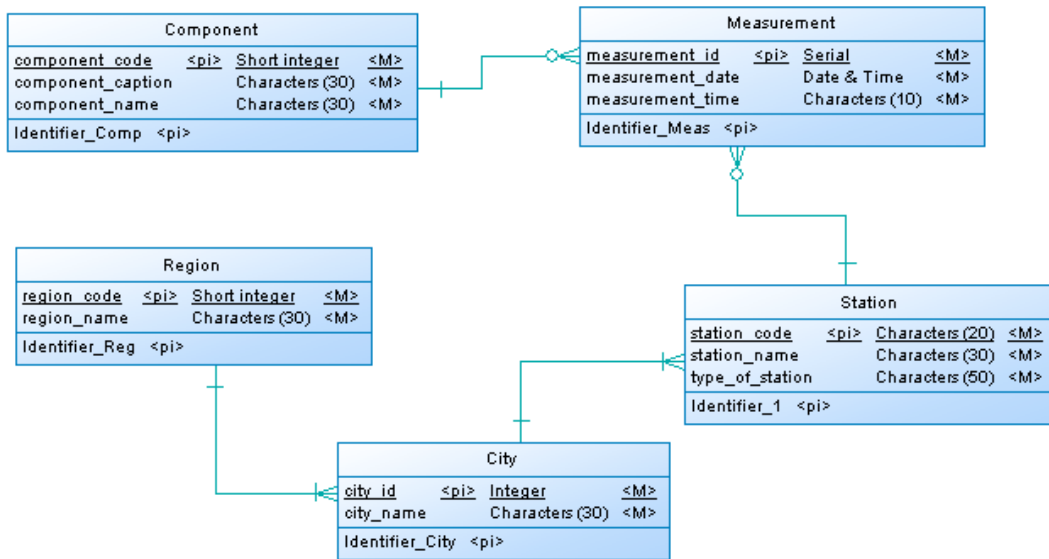 Component
component_code <pi> Short integer <M>
component_caption Characters (30) <M>
component_name Characters (30) <M>
Identifier_Comp <pi>
Measurement
measurement_id <pi> Serial <M>
measurement_date Date & Time <M>
measurement_time Characters (10) <M>
Identifier_Meas <pi>
Region
region_code <pi> Short integer <M>
region_name Characters (30) <M>
Identifier_Reg <pi>
Station
station_code <pi> Characters (20) <M>
station_name Characters (30) <M>
type_of_station Characters (50) <M>
Identifier_1 <pi>
City
city_id <pi> Integer <M>
city_name Characters (30) <M>
Identifier_City <pi>